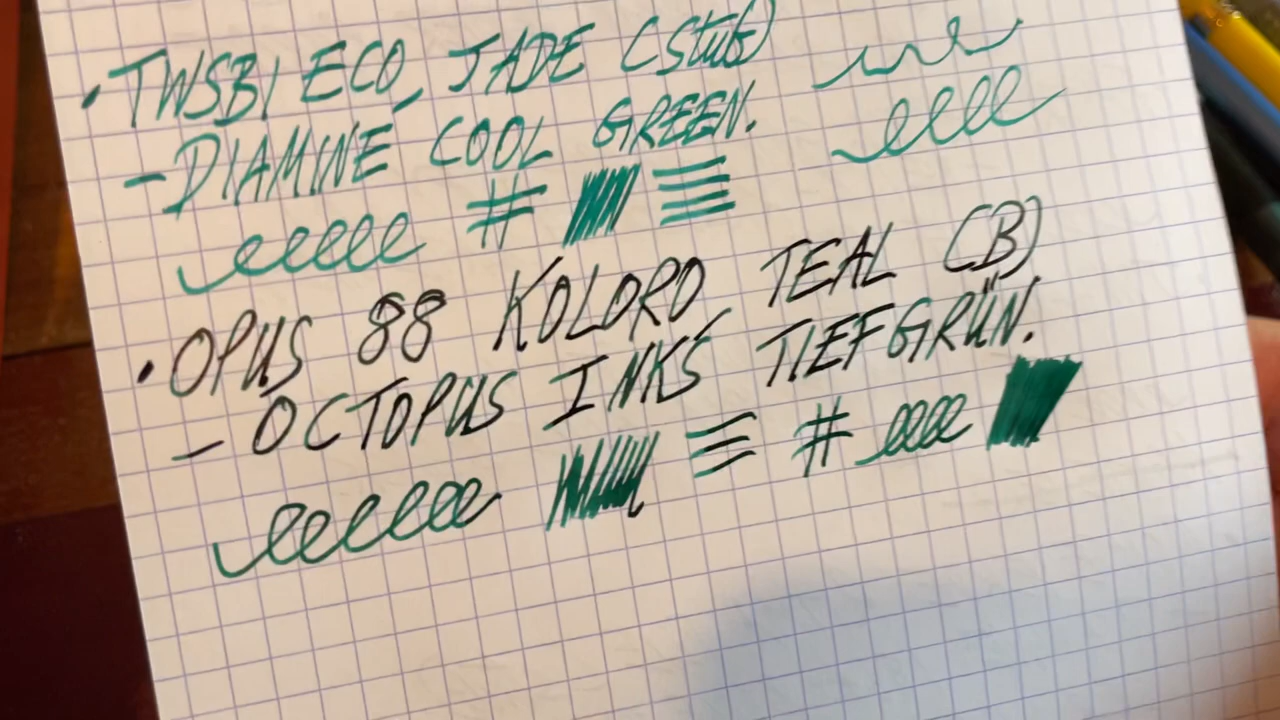 • TWSBI ECO, JADE (Stub)
– DIAMINE COOL GREEN.
#
• OPUS 88 KOLORO, TEAL (B)
– OCTOPUS INKS TIEFGRÜN.
#